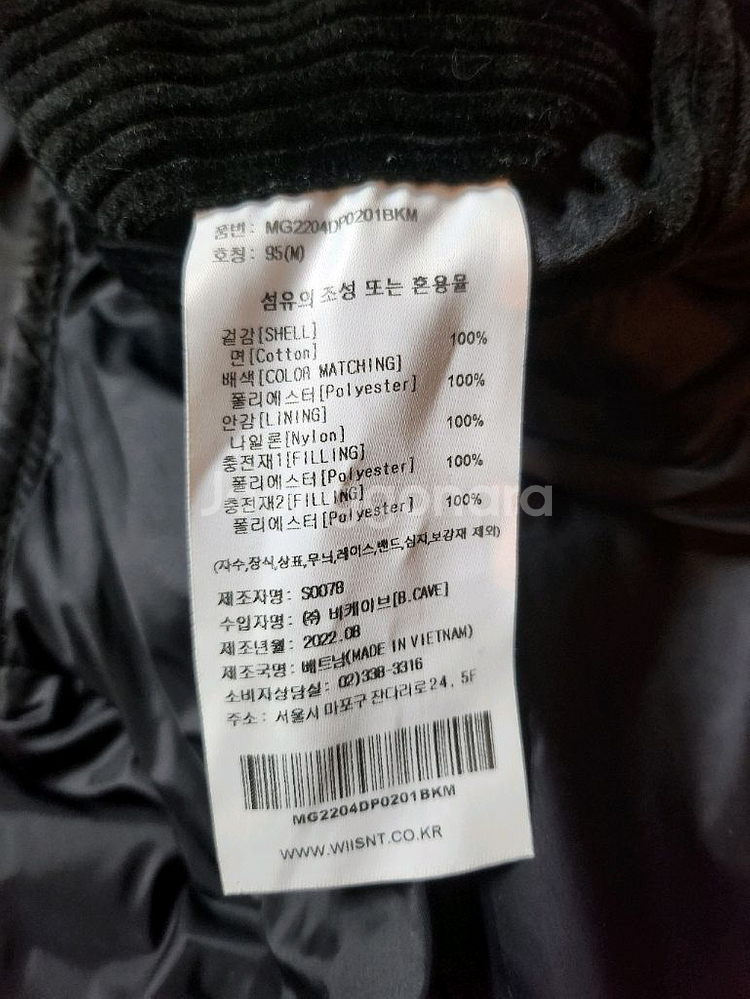 품번: MG2204DP0201BKM
호칭: 95(M)
섬유의 조성 또는 혼용율
겉감[SHELL]
면[Cotton] 100%
배색[COLOR MATCHING]
폴리에스터[Polyester] 100%
안감[LINING]
나일론[Nylon] 100%
충전재1[FILLING]
폴리에스터[Polyester] 100%
충전재2[FILLING]
폴리에스터[Polyester] 100%
(자수,장식,상표,무늬,레이스,밴드,심지,보강재 제외)
제조자명: S0078
수입자명: ㈜ 비케이브[B.CAVE]
제조년월: 2022.08
제조국명: 베트남(MADE IN VIETNAM)
소비자상담실: 02)338-3316
주소: 서울시 마포구 잔다리로24, 5F
MG2204DP0201BKM
WWW.WIISNT.CO.KR